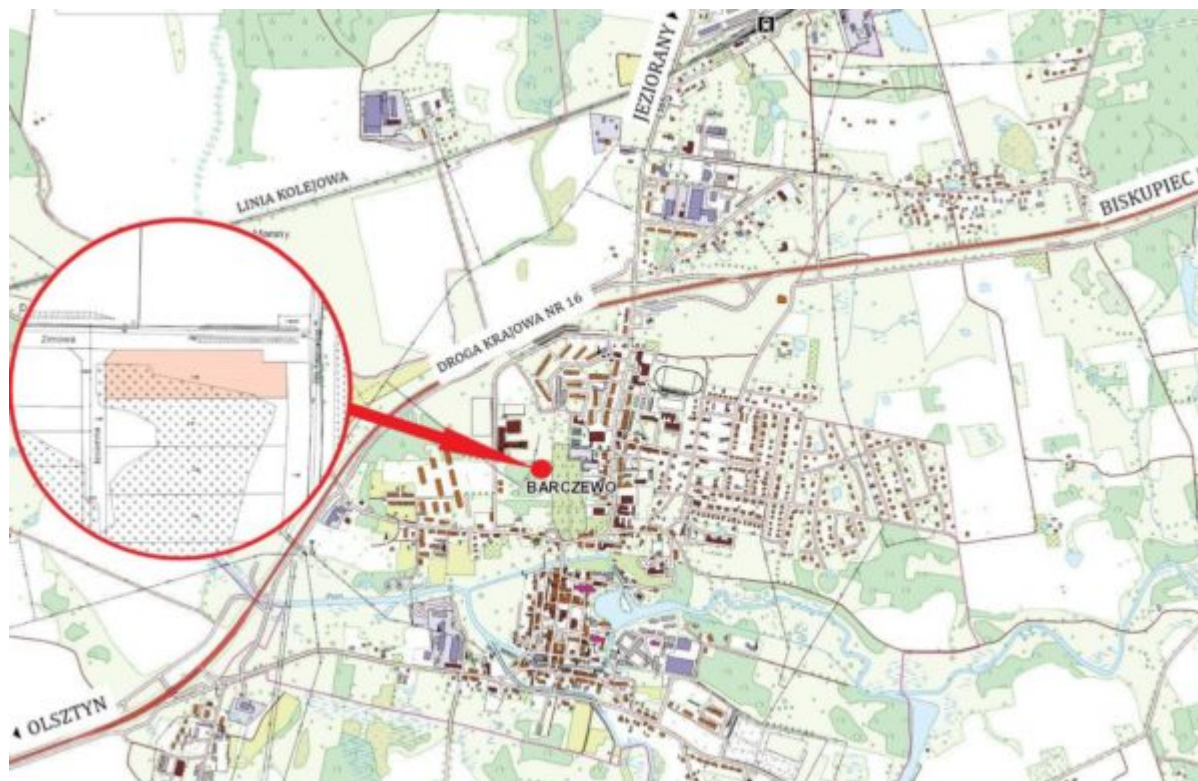 JEZIORANY
LINIA KOLEJOWA
BISKUPIEC
DROGA KRAJOWA NR 16
Zimowa
BARCZEWO
OLSZTYN